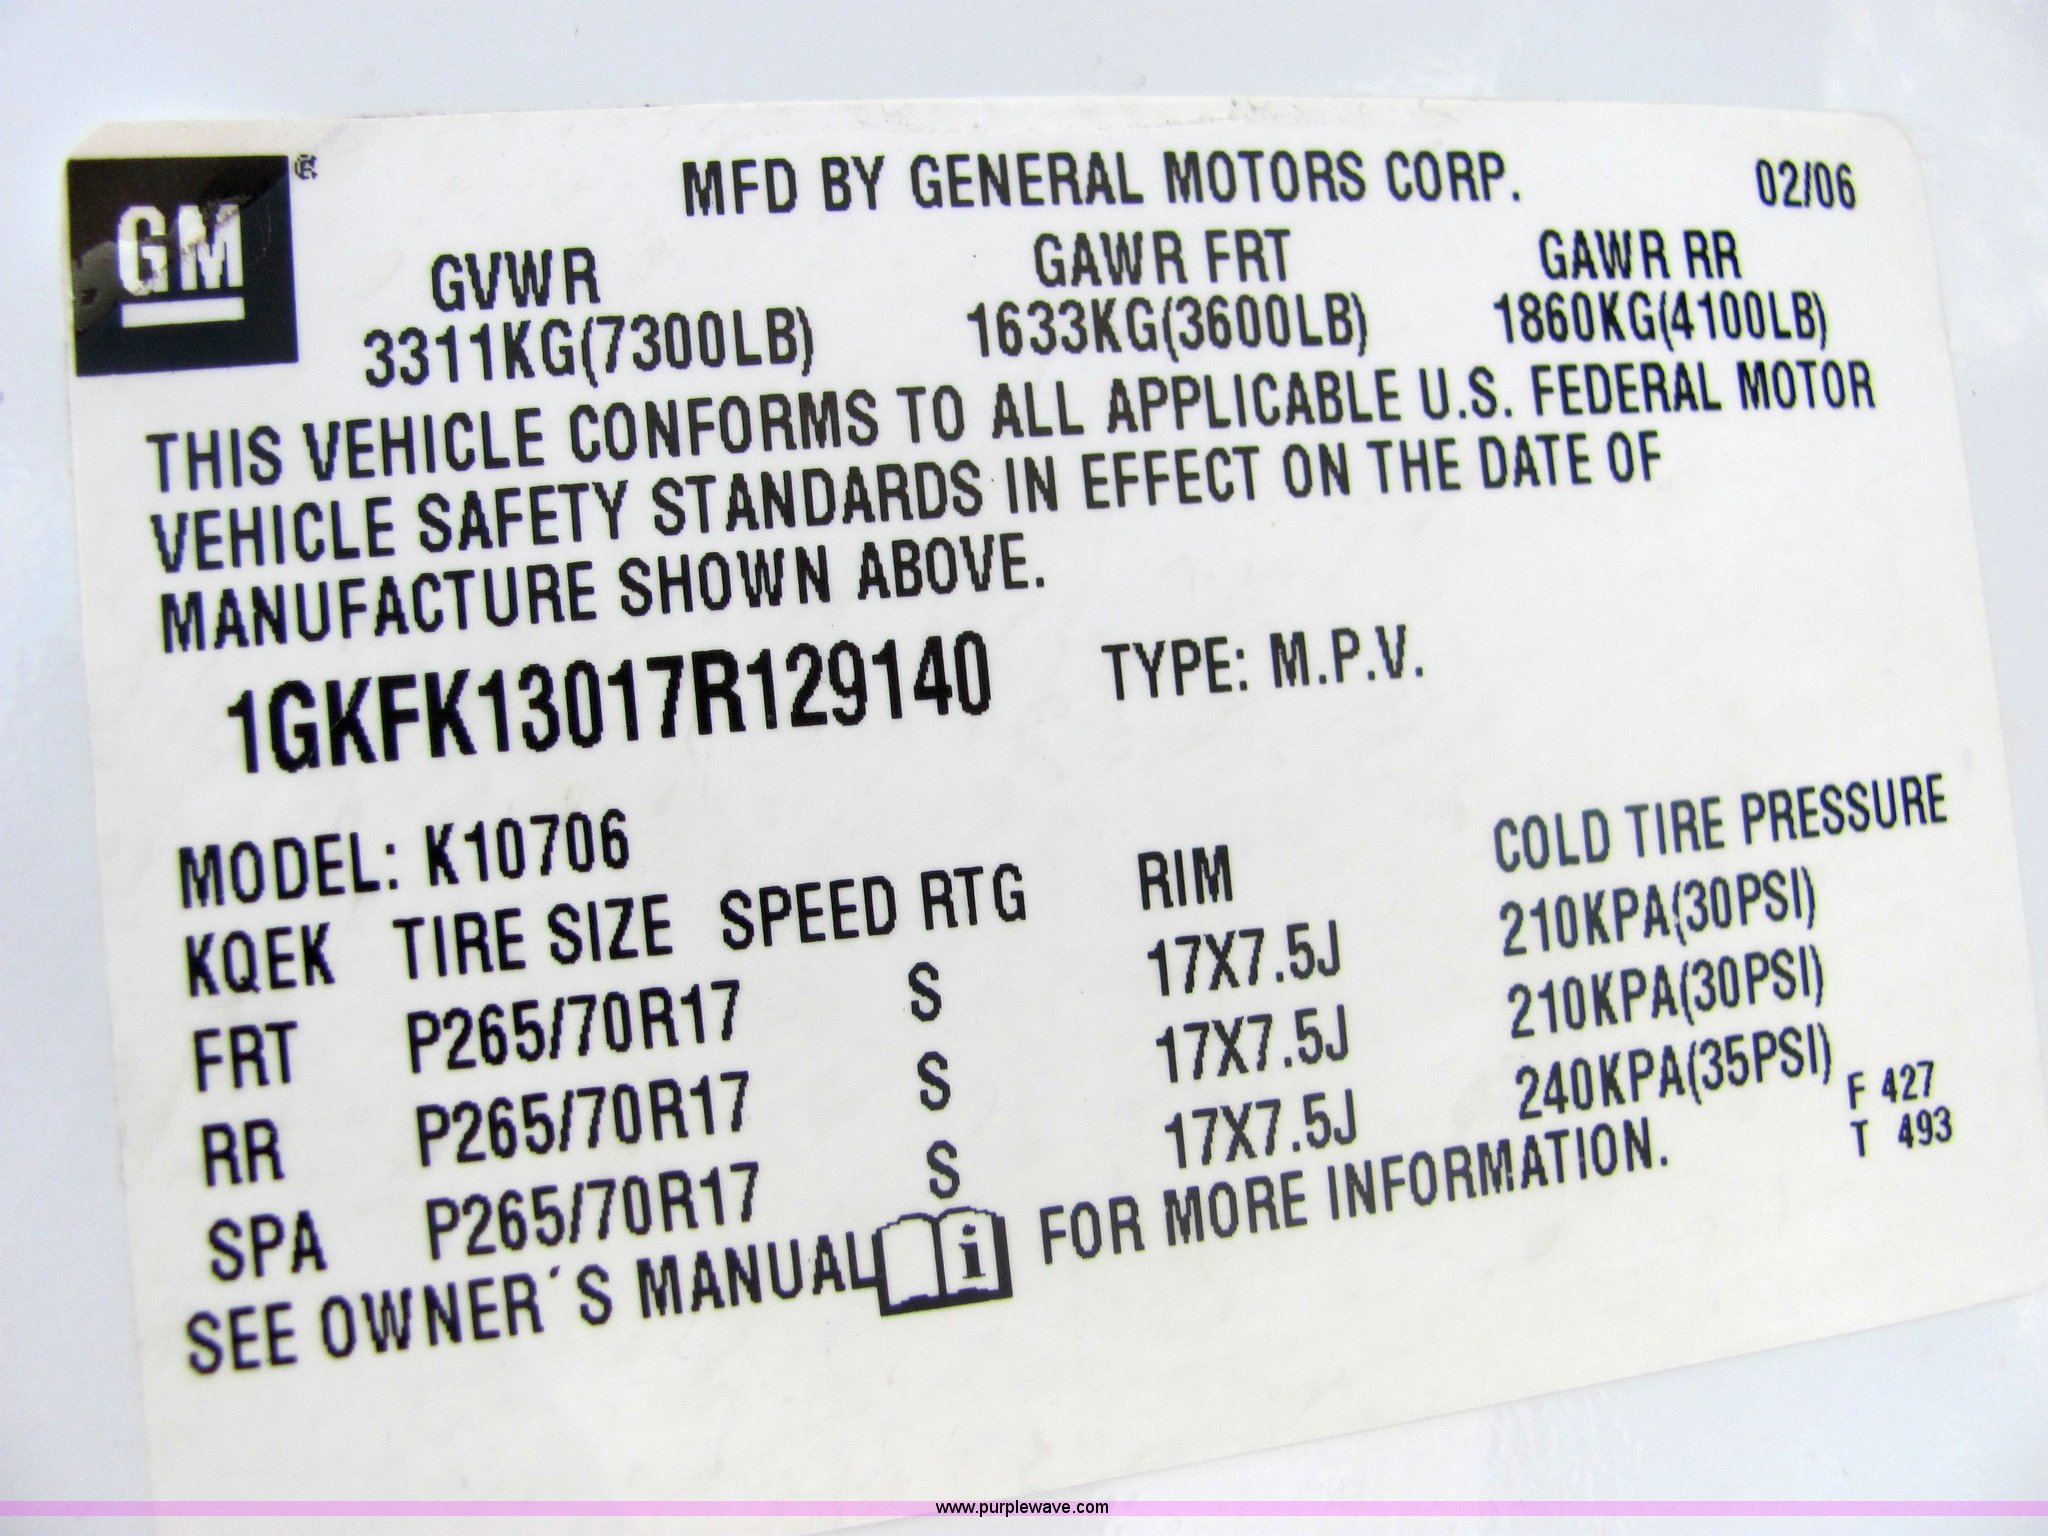 GM
MFD BY GENERAL MOTORS CORP. 02/06
GVWR GAWR FRT GAWR RR
3311KG(7300LB) 1633KG(3600LB) 1860KG(4100LB)
THIS VEHICLE CONFORMS TO ALL APPLICABLE U.S. FEDERAL MOTOR
VEHICLE SAFETY STANDARDS IN EFFECT ON THE DATE OF
MANUFACTURE SHOWN ABOVE.
1GKFK13017R129140 TYPE: M.P.V.
MODEL: K10706
KQEK TIRE SIZE SPEED RTG RIM COLD TIRE PRESSURE
FRT P265/70R17 S 17X7.5J 210KPA(30PSI)
RR P265/70R17 S 17X7.5J 210KPA(30PSI)
SPA P265/70R17 S 17X7.5J 240KPA(35PSI)
SEE OWNER´S MANUAL i FOR MORE INFORMATION.
F 427
T 493
www.purplewave.com